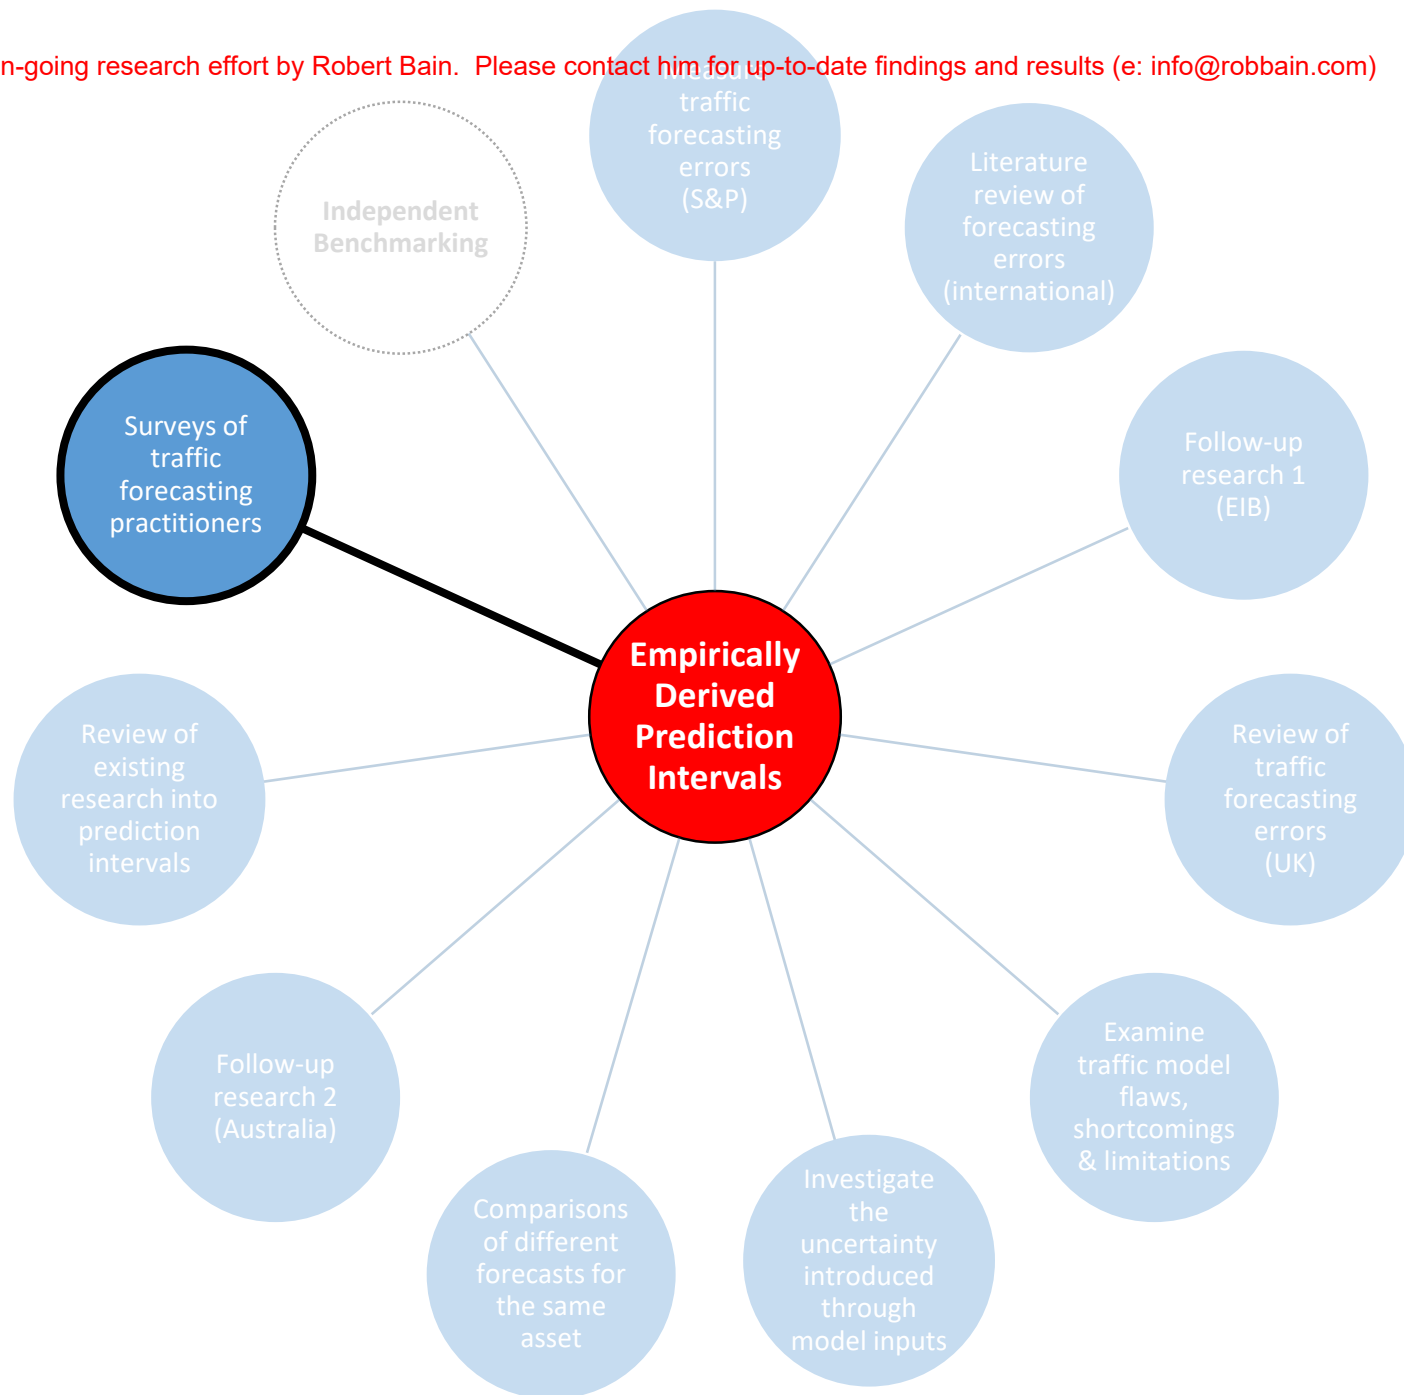 n-going research effort by Robert Bain. Please contact him for up-to-date findings and results (e: info@robbain.com)
Measure
traffic
forecasting
errors
(S&P)
Literature
review of
forecasting
errors
(international)
Independent
Benchmarking
Surveys of
traffic
forecasting
practitioners
Follow-up
research 1
(EIB)
Empirically
Derived
Prediction
Intervals
Review of
existing
research into
prediction
intervals
Review of
traffic
forecasting
errors
(UK)
Follow-up
research 2
(Australia)
Examine
traffic model
flaws,
shortcomings
& limitations
Comparisons
of different
forecasts for
the same
asset
Investigate
the
uncertainty
introduced
through
model inputs